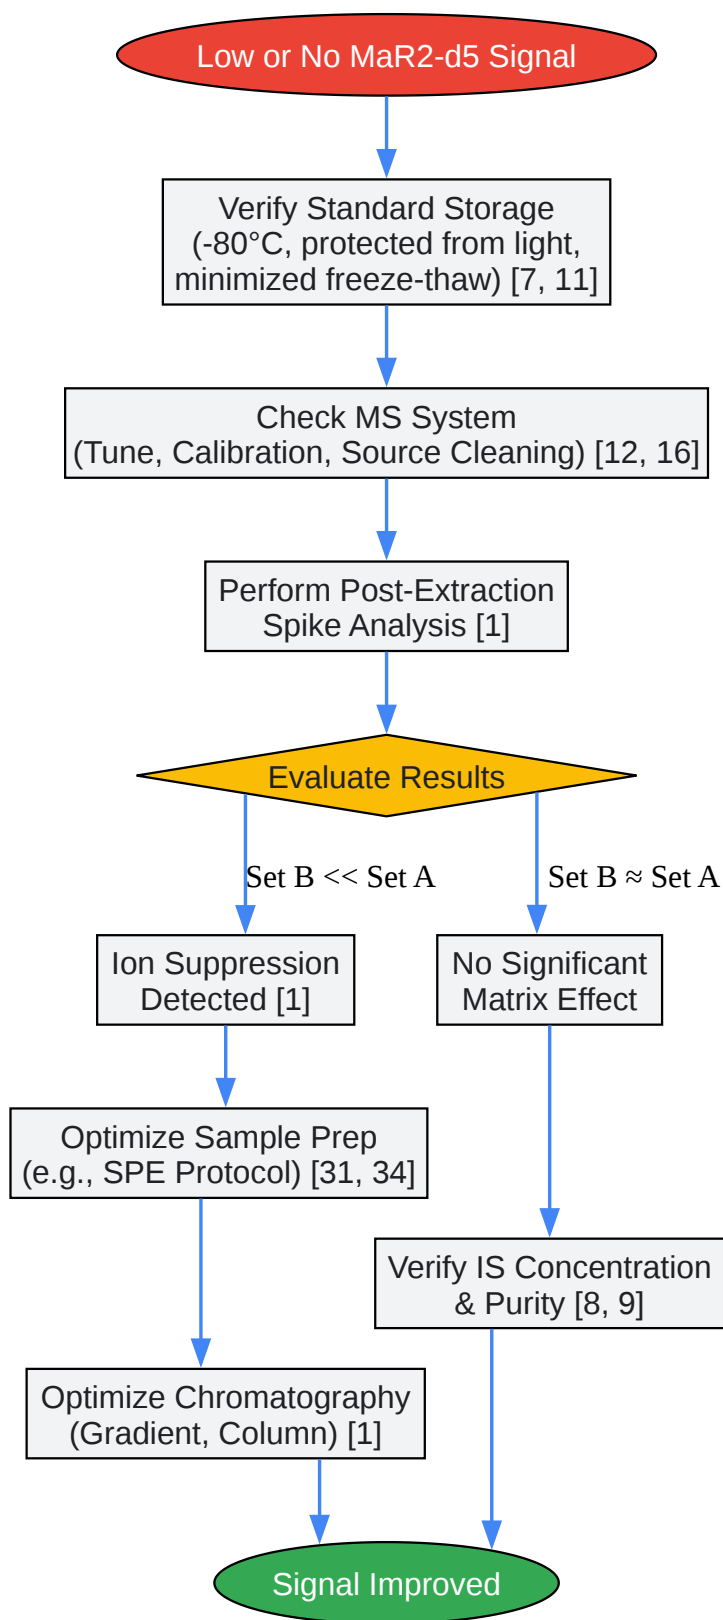 Low or No MaR2-d5 Signal
Verify Standard Storage
(-80°C, protected from light,
minimized freeze-thaw) [7, 11]
Check MS System
(Tune, Calibration, Source Cleaning) [12, 16]
Perform Post-Extraction
Spike Analysis [1]
Evaluate Results
Set B << Set A
Set B ≈ Set A
Ion Suppression
Detected [1]
No Significant
Matrix Effect
Optimize Sample Prep
(e.g., SPE Protocol) [31, 34]
Verify IS Concentration
& Purity [8, 9]
Optimize Chromatography
(Gradient, Column) [1]
Signal Improved